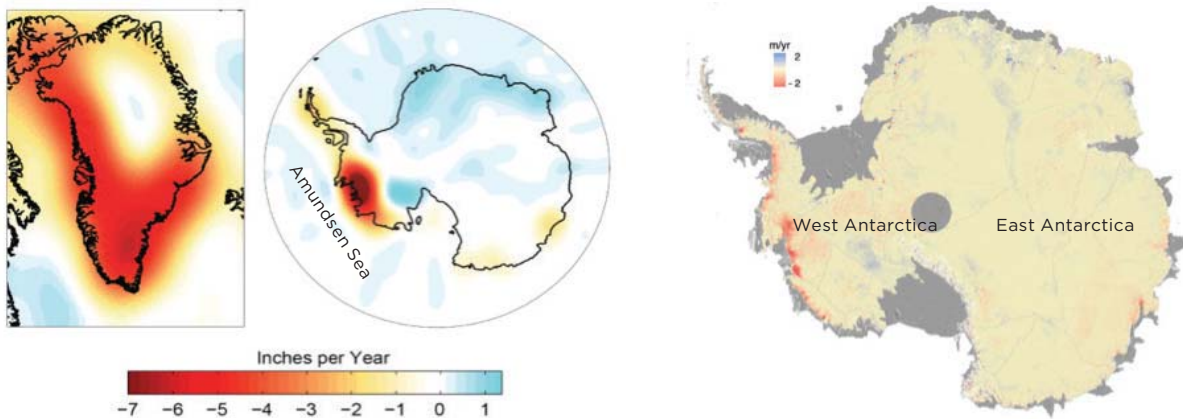 Amundsen Sea
Inches per Year
−7 −6 −5 −4 −3 −2 −1 0 1
m/yr
2
- 2
West Antarctica
East Antarctica